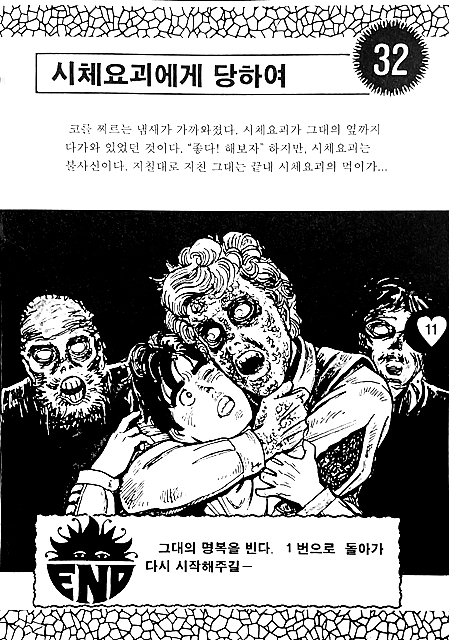 32
시체요괴에게 당하여
코를 찌르는 냄새가 가까와졌다. 시체요괴가 그대의 옆까지
다가와 있었던 것이다. “좋다! 해보자” 하지만, 시체요괴는
불사신이다. 지칠대로 지친 그대는 끝내 시체요괴의 먹이가...
11
END
그대의 명복을 빈다. 1번으로 돌아가
다시 시작해주길—